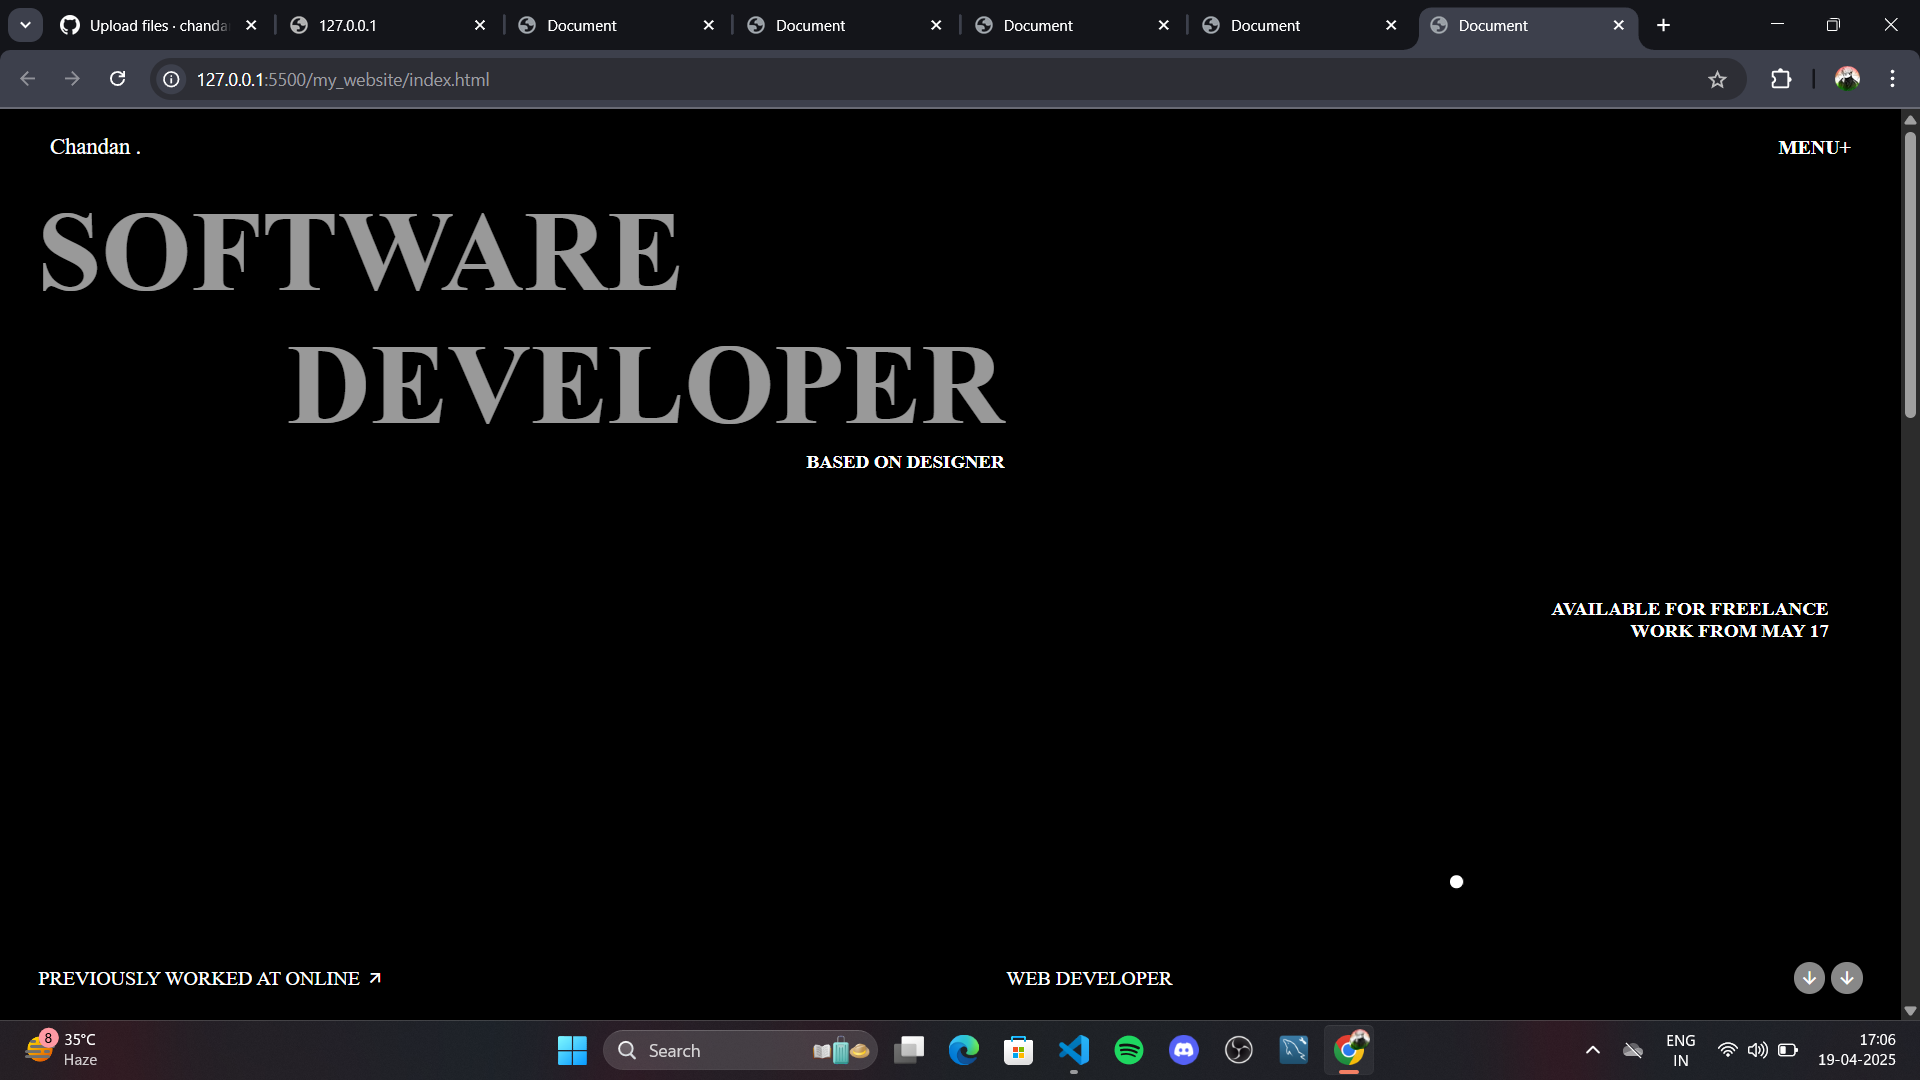 Upload files · chanda
127.0.0.1
Document
Document
Document
Document
Document
127.0.0.1:5500/my_website/index.html
Chandan .
MENU+
SOFTWARE
DEVELOPER
BASED ON DESIGNER
AVAILABLE FOR FREELANCE
WORK FROM MAY 17
PREVIOUSLY WORKED AT ONLINE
WEB DEVELOPER
8
35°C
Haze
Search
ENG
IN
17:06
19-04-2025